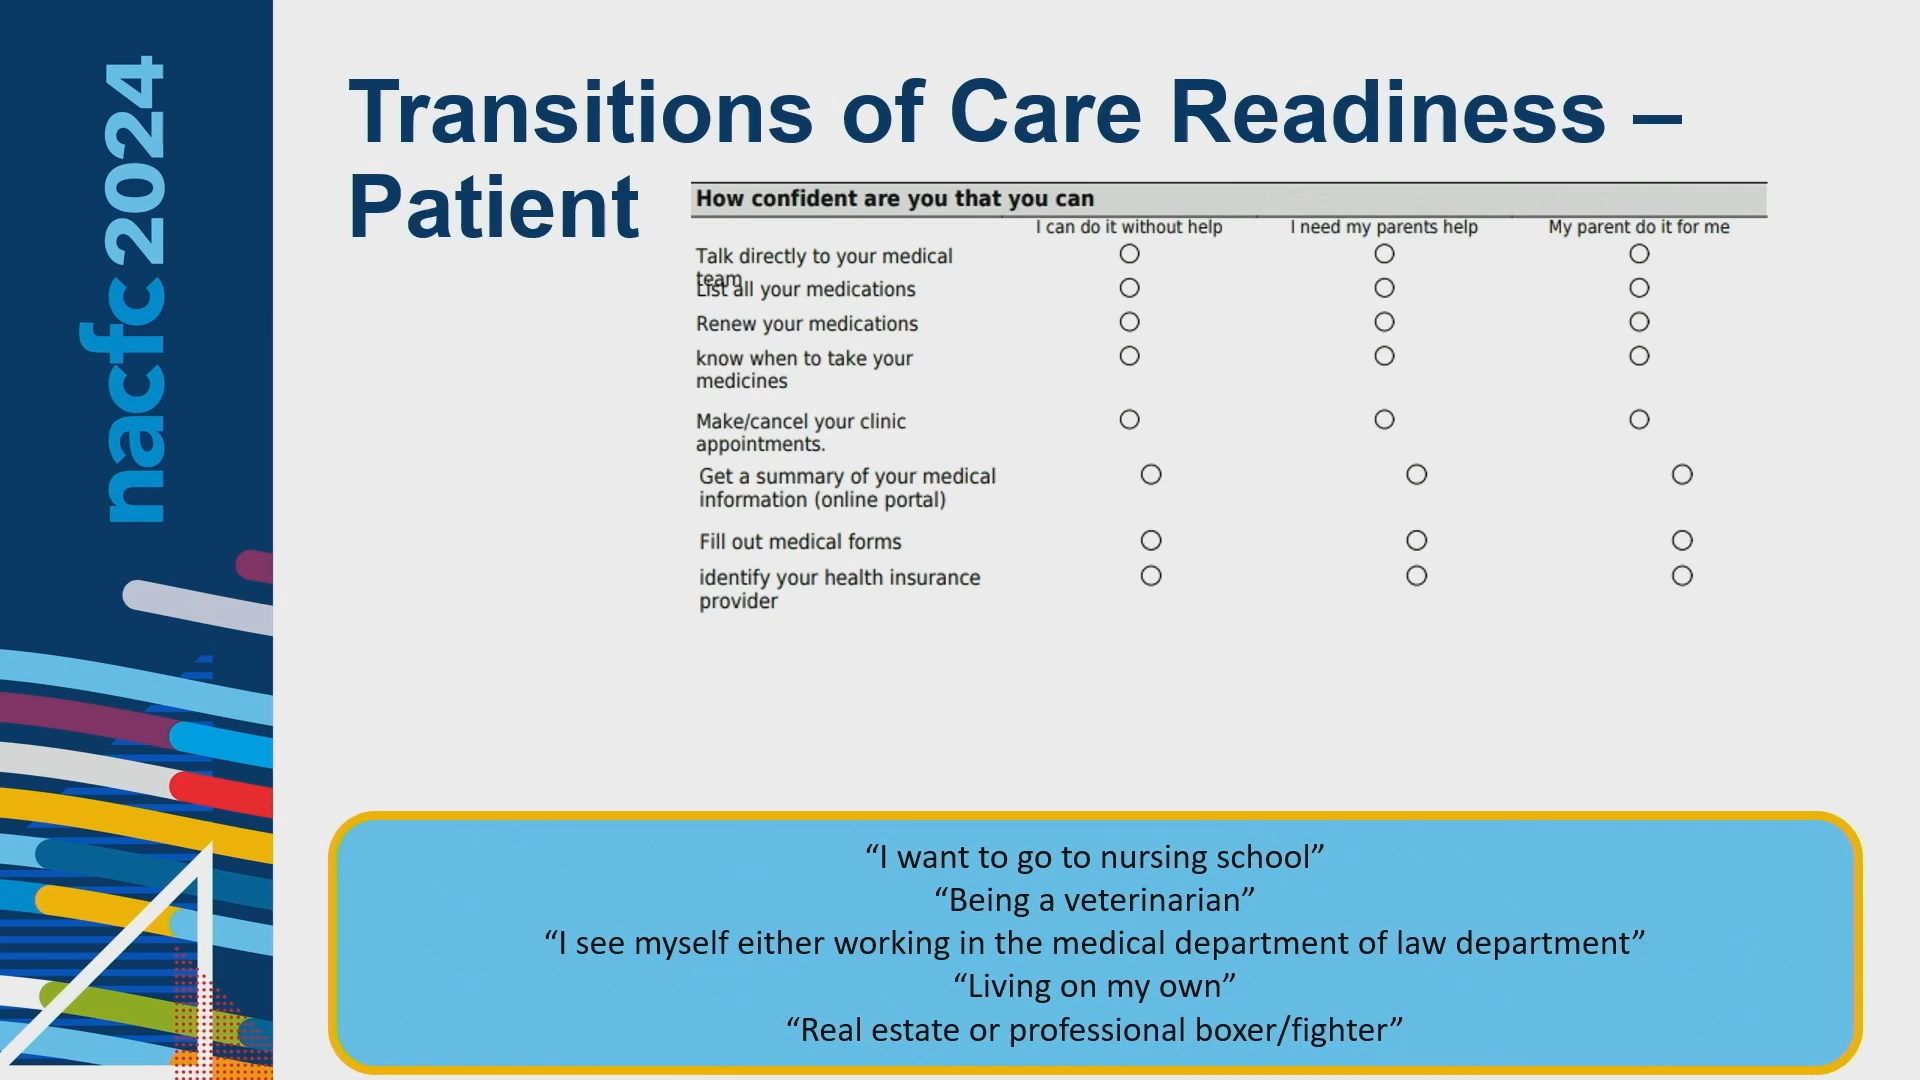 nacfc 2024
Transitions of Care Readiness –
Patient
How confident are you that you can
I can do it without help I need my parents help My parent do it for me
Talk directly to your medical
team
List all your medications
Renew your medications
know when to take your
medicines
Make/cancel your clinic
appointments.
Get a summary of your medical
information (online portal)
Fill out medical forms
identify your health insurance
provider
“I want to go to nursing school”
“Being a veterinarian”
“I see myself either working in the medical department of law department”
“Living on my own”
“Real estate or professional boxer/fighter”